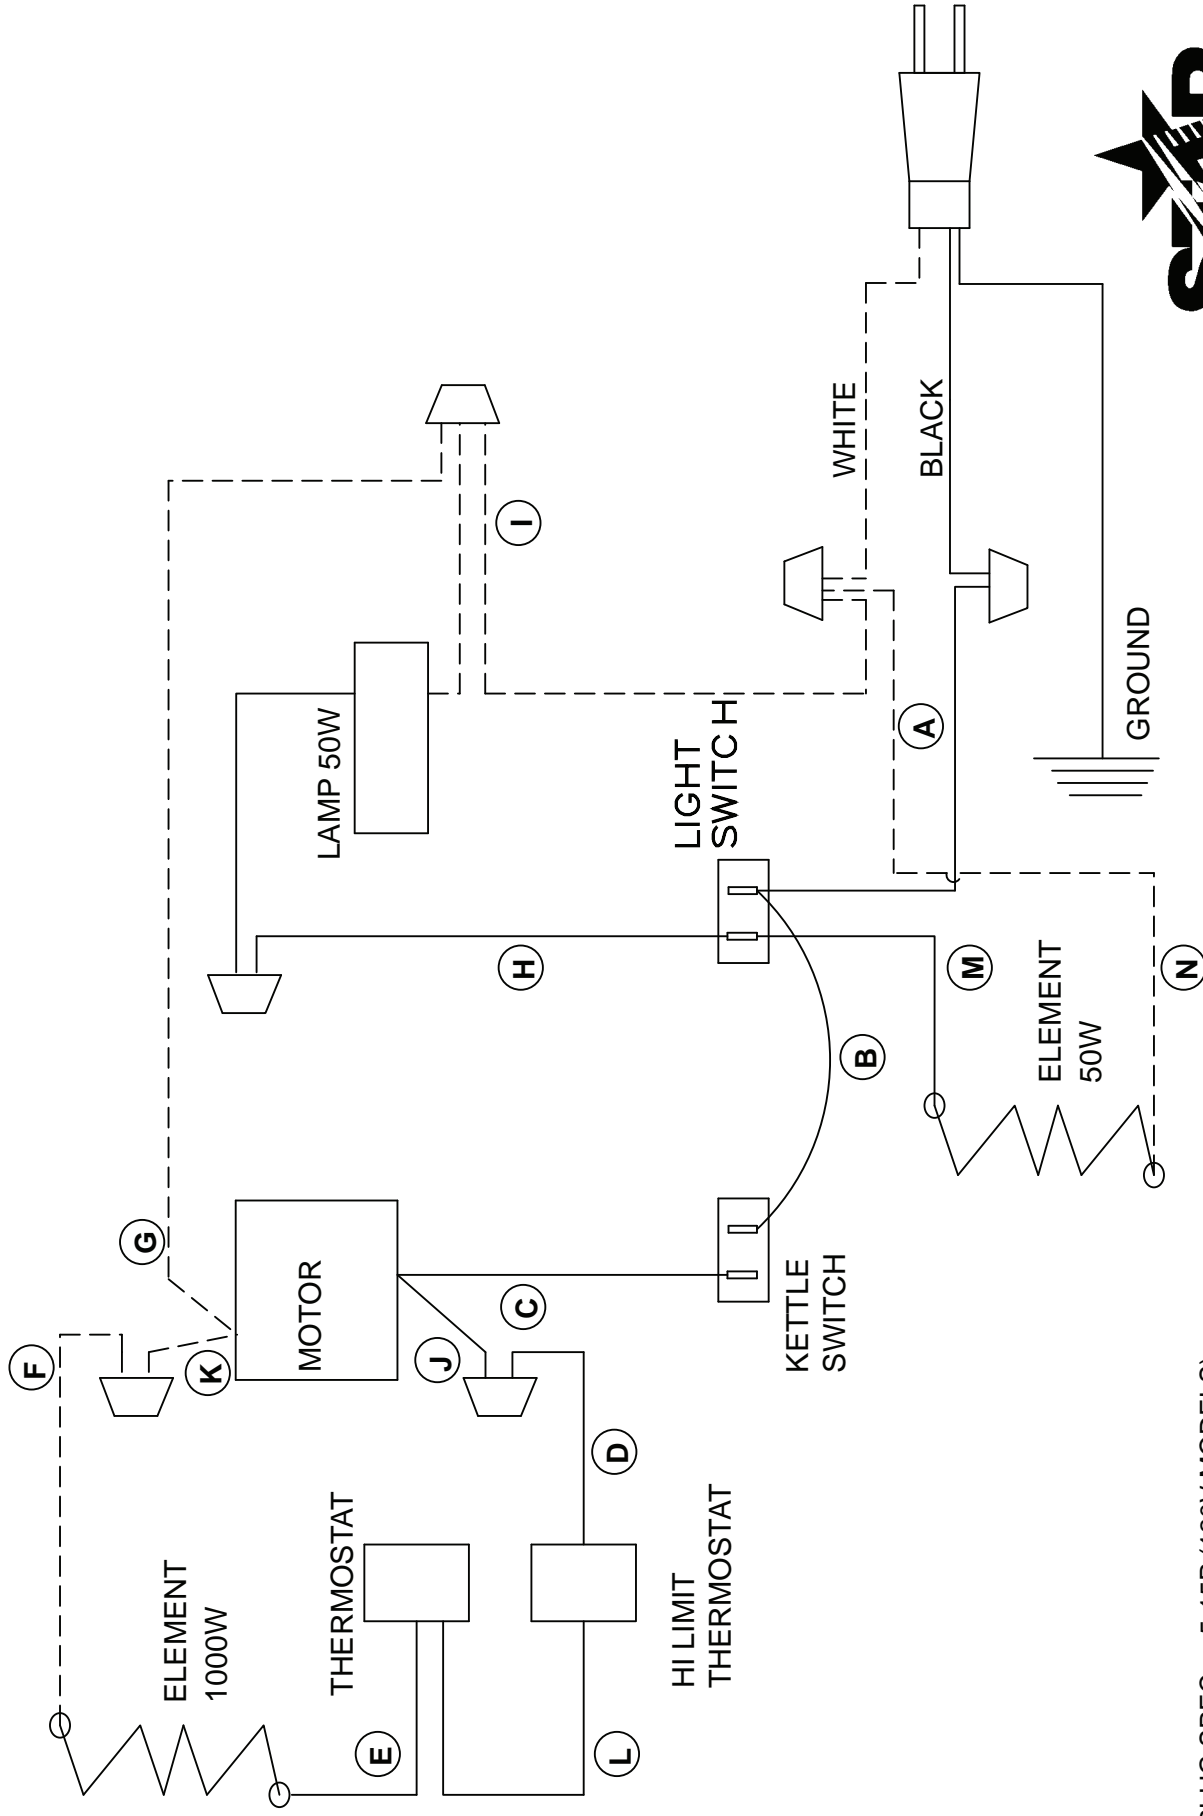 F
ELEMENT
1000W
G
K
THERMOSTAT
MOTOR
LAMP 50W
E
J
L
D
C
H
I
HI LIMIT
THERMOSTAT
KETTLE
SWITCH
LIGHT
SWITCH
B
A
WHITE
BLACK
M
ELEMENT
50W
GROUND
N